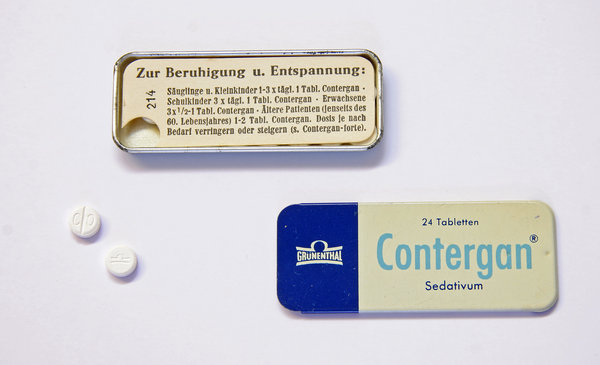 Zur Beruhigung u. Entspannung:
214
Säuglinge u. Kleinkinder 1-3 x tägl. 1 Tabl. Contergan ·
Schulkinder 3 x tägl. 1 Tabl. Contergan · Erwachsene
3x½-1 Tabl. Contergan · Ältere Patienten (jenseits des
60. Lebensjahres) 1-2 Tabl. Contergan. Dosis je nach
Bedarf verringern oder steigern (s. Contergan-forte).
24 Tabletten
Contergan®
Sedativum
GRÜNENTHAL